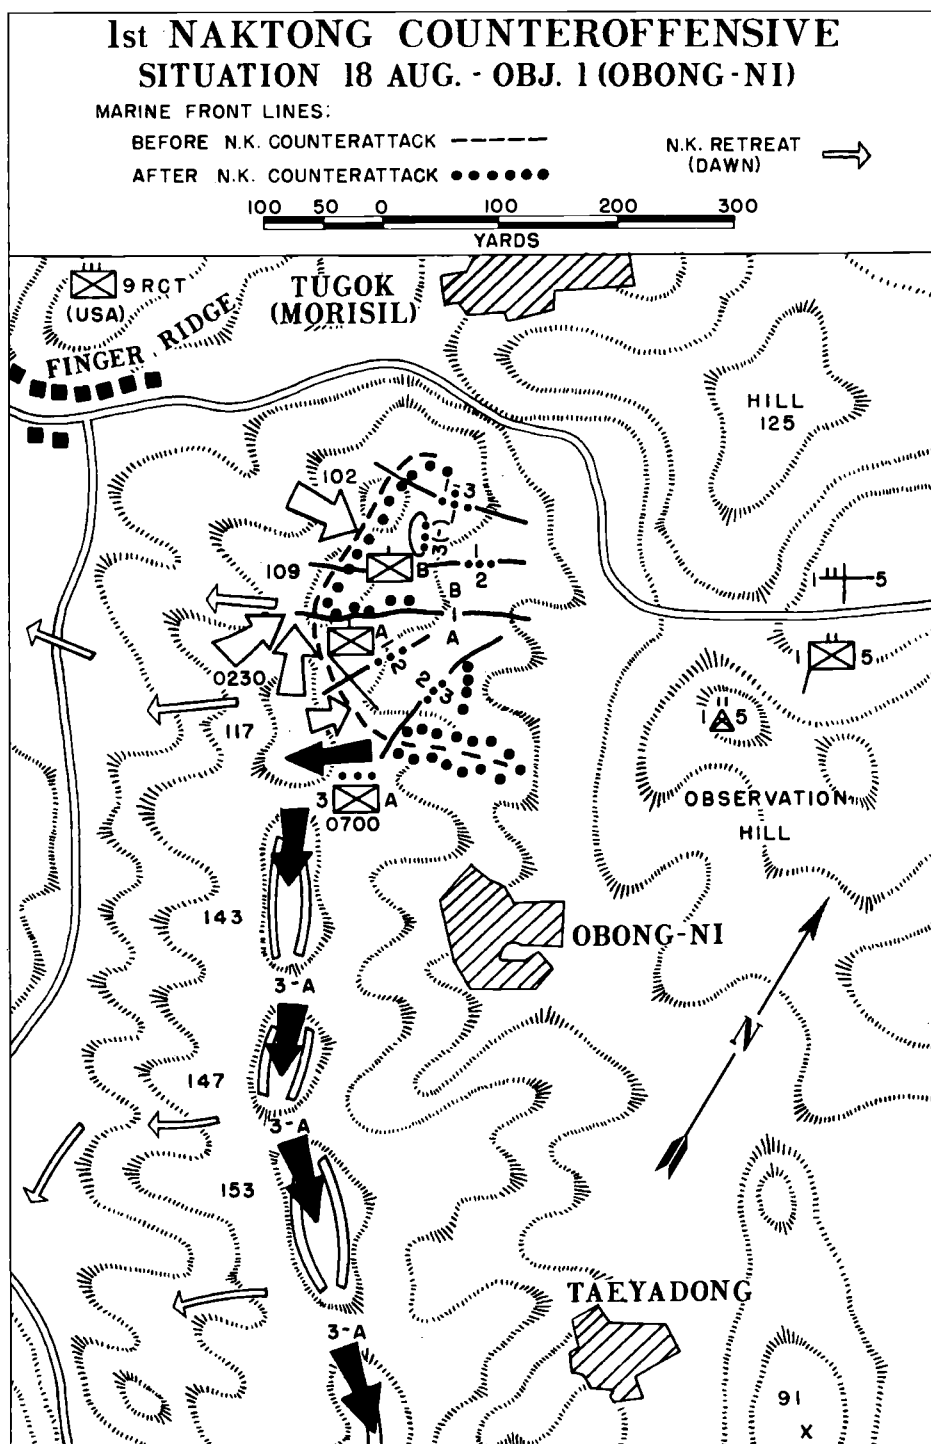 1st NAKTONG COUNTEROFFENSIVE
SITUATION 18 AUG. - OBJ. 1 (OBONG-NI)
MARINE FRONT LINES:
BEFORE N.K. COUNTERATTACK
AFTER N.K. COUNTERATTACK
N.K. RETREAT
(DAWN)
100 50 0 100 200 300
YARDS
9 RCT
(USA)
TUGOK
(MORISIL)
FINGER RIDGE
HILL
125
102
1 3
3(-)
109
B
1
2
B
1
A
A
1 5
0230
1
2
2
3
1 5
117
1 5
3 A
0700
OBSERVATION
HILL
143
OBONG-NI
3-A
N
147
3-A
153
TAEYADONG
3-A
91
X